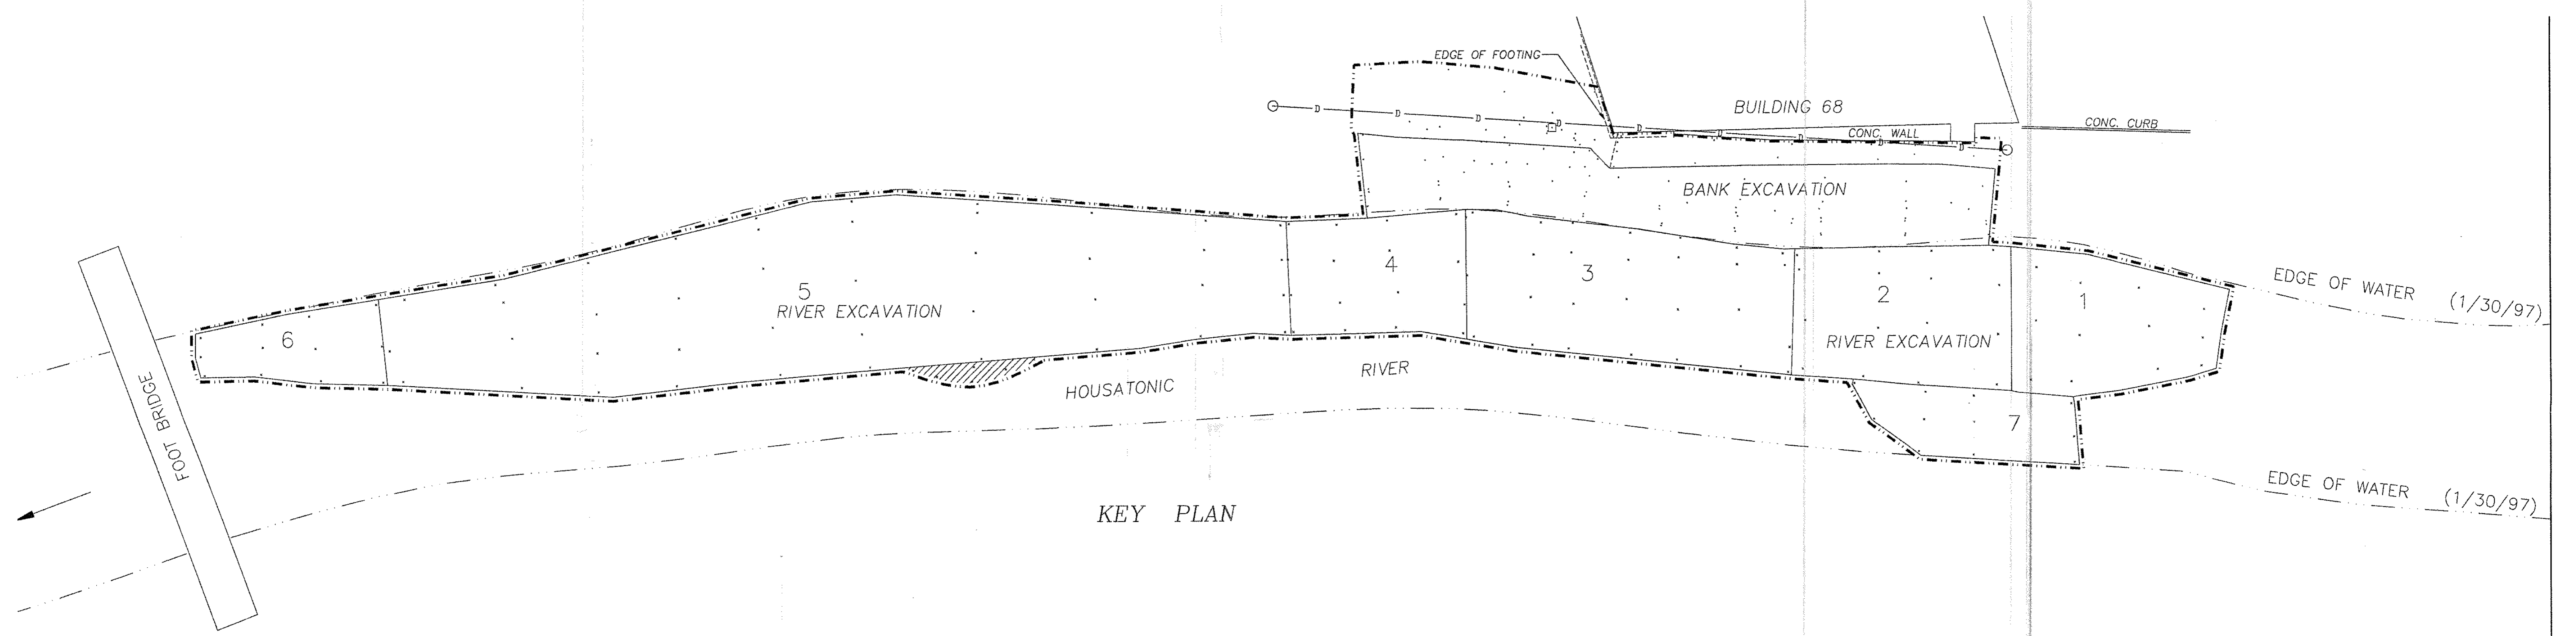 EDGE OF FOOTING
BUILDING 68
D D D D D D D D D
CONC. WALL
CONC. CURB
BANK EXCAVATION
EDGE OF WATER (1/30/97)
4
3
5
RIVER EXCAVATION
2
1
RIVER EXCAVATION
6
HOUSATONIC RIVER
7
FOOT BRIDGE
EDGE OF WATER (1/30/97)
KEY PLAN